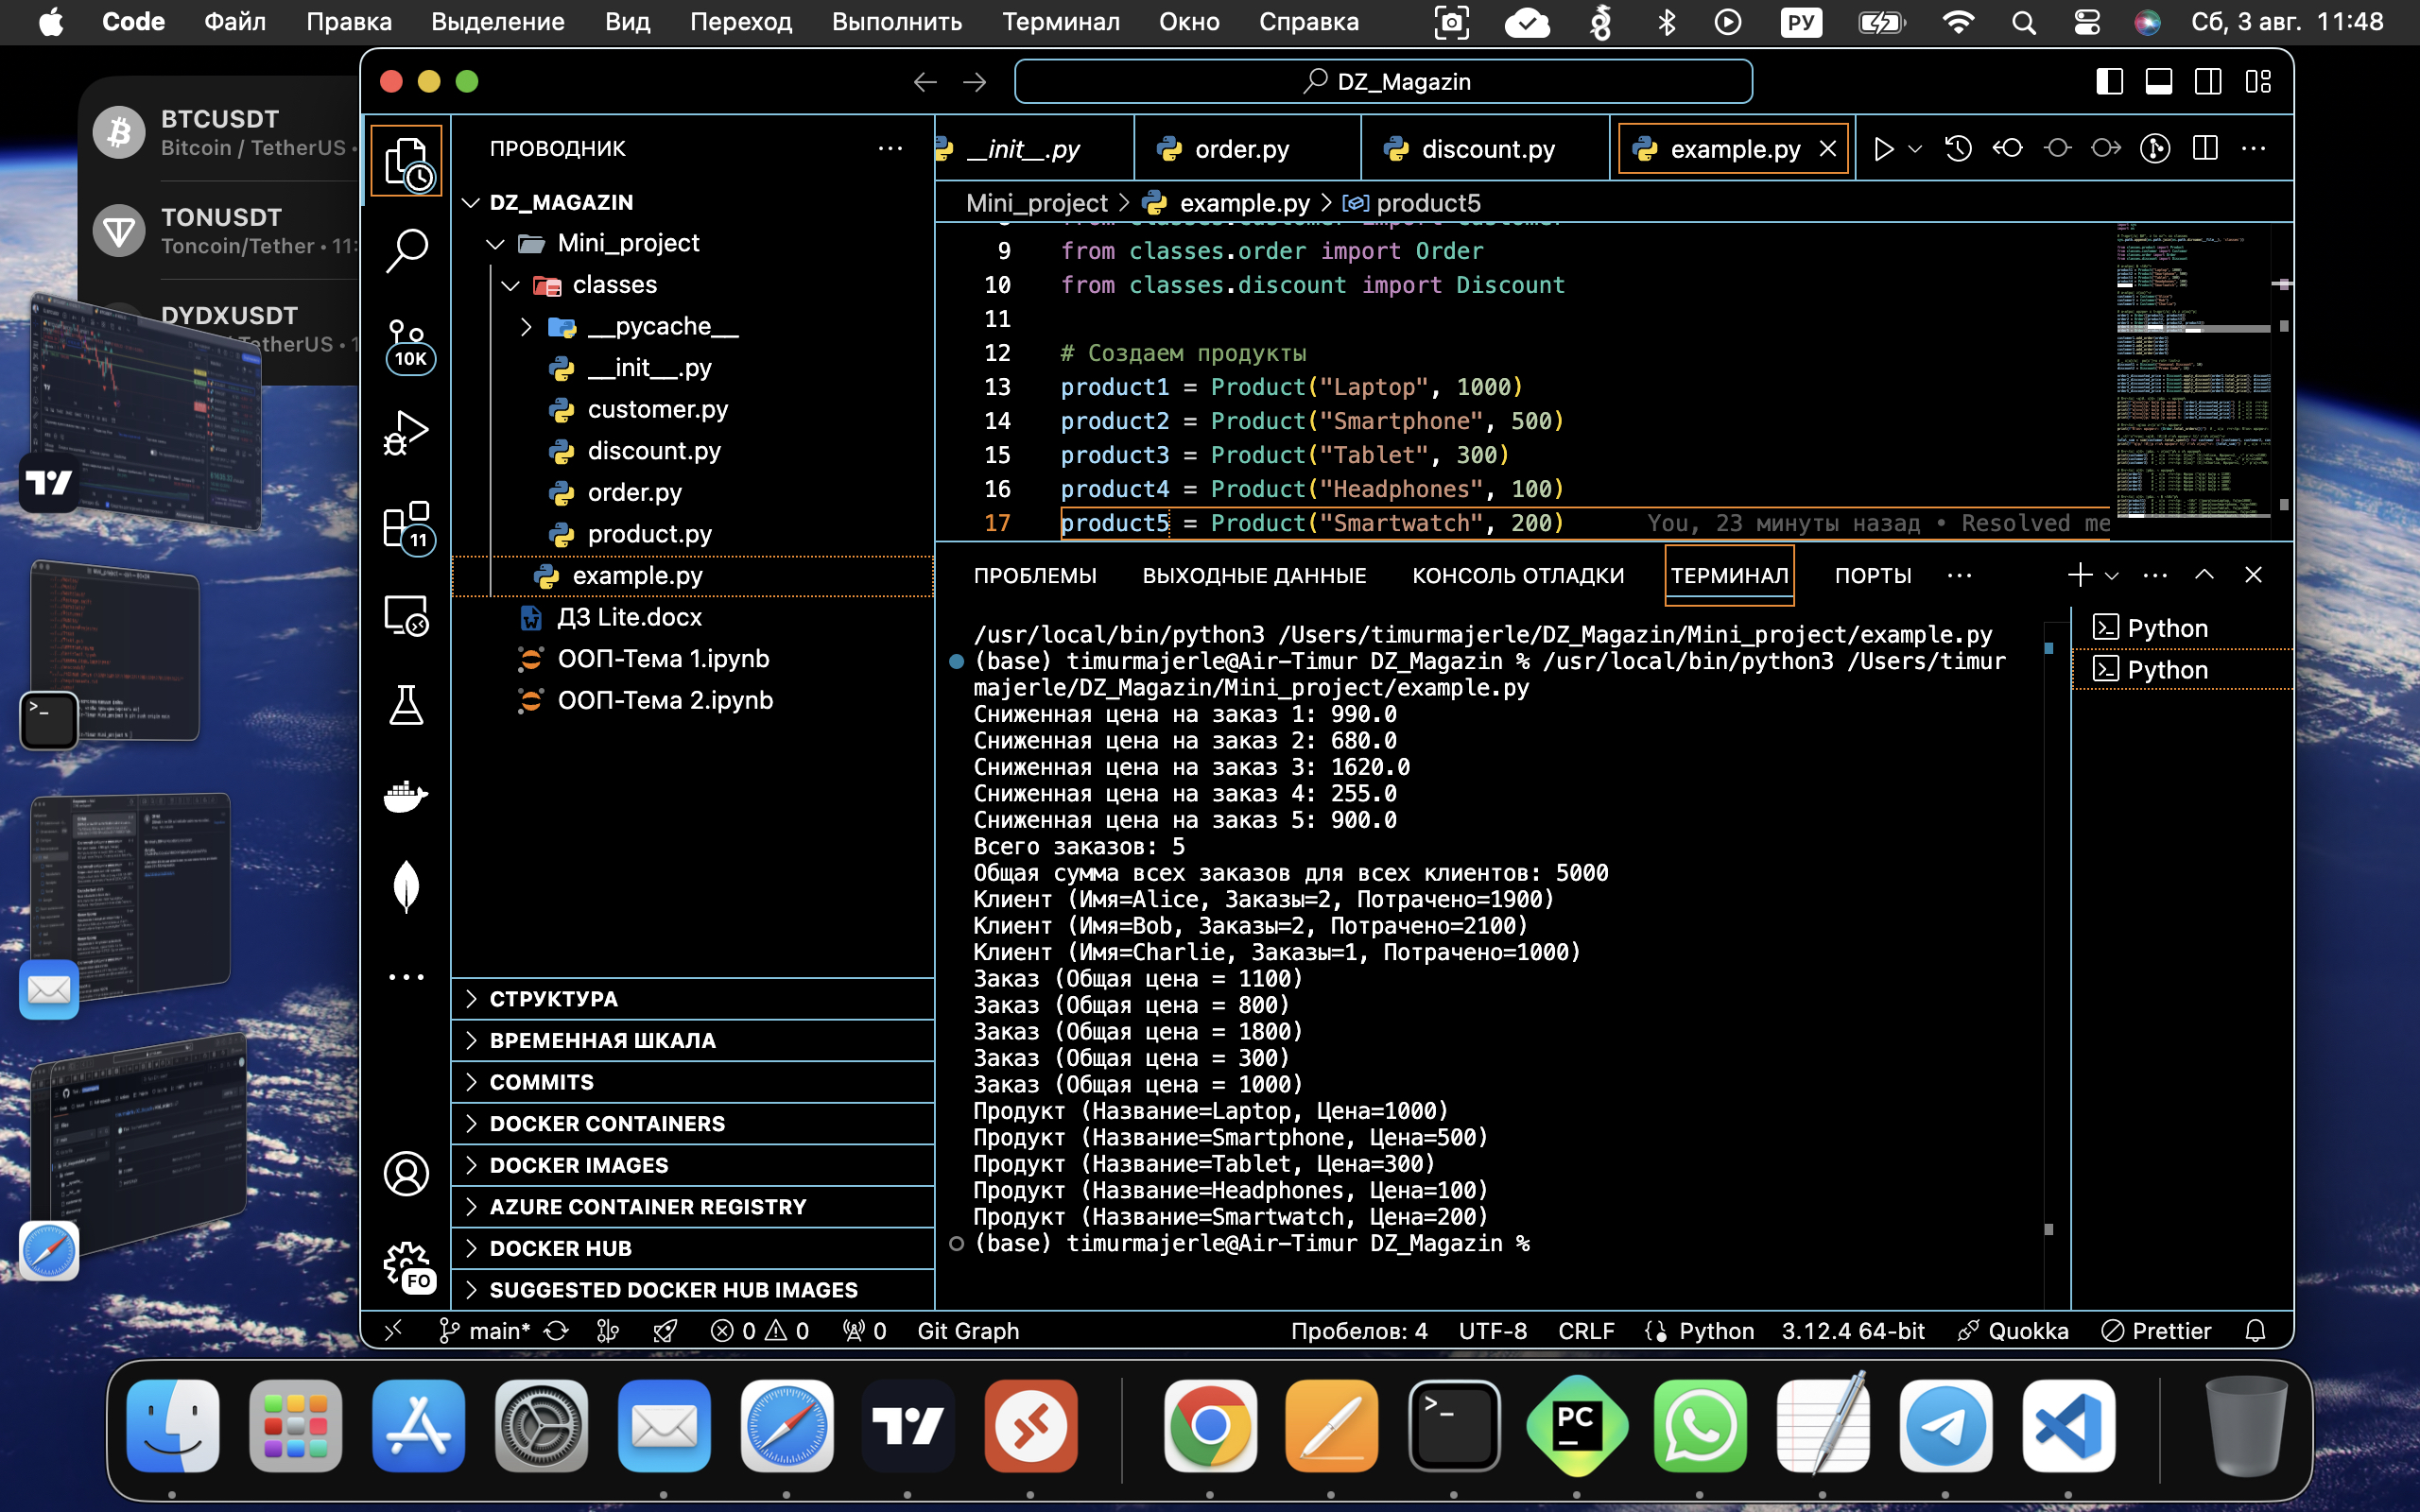 Code Файл Правка Выделение Вид Переход Выполнить Терминал Окно Справка РУ Сб, 3 авг. 11:48
BTCUSDT
Bitcoin / TetherUS •
TONUSDT
Toncoin/Tether • 11:
DYDXUSDT
TetherUS • 1
DZ_Magazin
ПРОВОДНИК
DZ_MAGAZIN
Mini_project
classes
__pycache__
__init__.py
customer.py
discount.py
order.py
product.py
example.py
ДЗ Lite.docx
ООП-Тема 1.ipynb
ООП-Тема 2.ipynb
10K
11
FO
СТРУКТУРА
ВРЕМЕННАЯ ШКАЛА
COMMITS
DOCKER CONTAINERS
DOCKER IMAGES
AZURE CONTAINER REGISTRY
DOCKER HUB
SUGGESTED DOCKER HUB IMAGES
__init__.py order.py discount.py example.py
Mini_project > example.py > product5
9 from classes.order import Order
10 from classes.discount import Discount
11
12 # Создаем продукты
13 product1 = Product("Laptop", 1000)
14 product2 = Product("Smartphone", 500)
15 product3 = Product("Tablet", 300)
16 product4 = Product("Headphones", 100)
17 product5 = Product("Smartwatch", 200) You, 23 минуты назад • Resolved me
ПРОБЛЕМЫ ВЫХОДНЫЕ ДАННЫЕ КОНСОЛЬ ОТЛАДКИ ТЕРМИНАЛ ПОРТЫ
/usr/local/bin/python3 /Users/timurmajerle/DZ_Magazin/Mini_project/example.py
(base) timurmajerle@Air-Timur DZ_Magazin % /usr/local/bin/python3 /Users/timur
majerle/DZ_Magazin/Mini_project/example.py
Сниженная цена на заказ 1: 990.0
Сниженная цена на заказ 2: 680.0
Сниженная цена на заказ 3: 1620.0
Сниженная цена на заказ 4: 255.0
Сниженная цена на заказ 5: 900.0
Всего заказов: 5
Общая сумма всех заказов для всех клиентов: 5000
Клиент (Имя=Alice, Заказы=2, Потрачено=1900)
Клиент (Имя=Bob, Заказы=2, Потрачено=2100)
Клиент (Имя=Charlie, Заказы=1, Потрачено=1000)
Заказ (Общая цена = 1100)
Заказ (Общая цена = 800)
Заказ (Общая цена = 1800)
Заказ (Общая цена = 300)
Заказ (Общая цена = 1000)
Продукт (Название=Laptop, Цена=1000)
Продукт (Название=Smartphone, Цена=500)
Продукт (Название=Tablet, Цена=300)
Продукт (Название=Headphones, Цена=100)
Продукт (Название=Smartwatch, Цена=200)
(base) timurmajerle@Air-Timur DZ_Magazin %
Python
Python
main* 0 0 0 Git Graph Пробелов: 4 UTF-8 CRLF Python 3.12.4 64-bit Quokka Prettier
PC